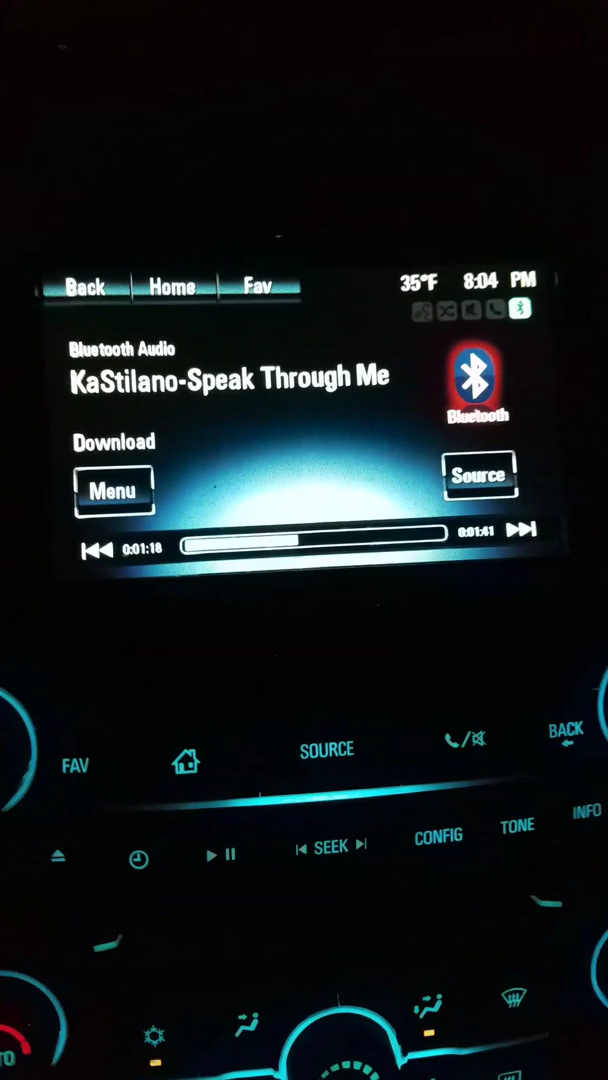 Back Home Fav 35°F 8:04 PM
Bluetooth Audio
KaStilano-Speak Through Me
Bluetooth
Download
Menu
Source
0:01:18 0:01:41
FAV SOURCE BACK
SEEK CONFIG TONE INFO